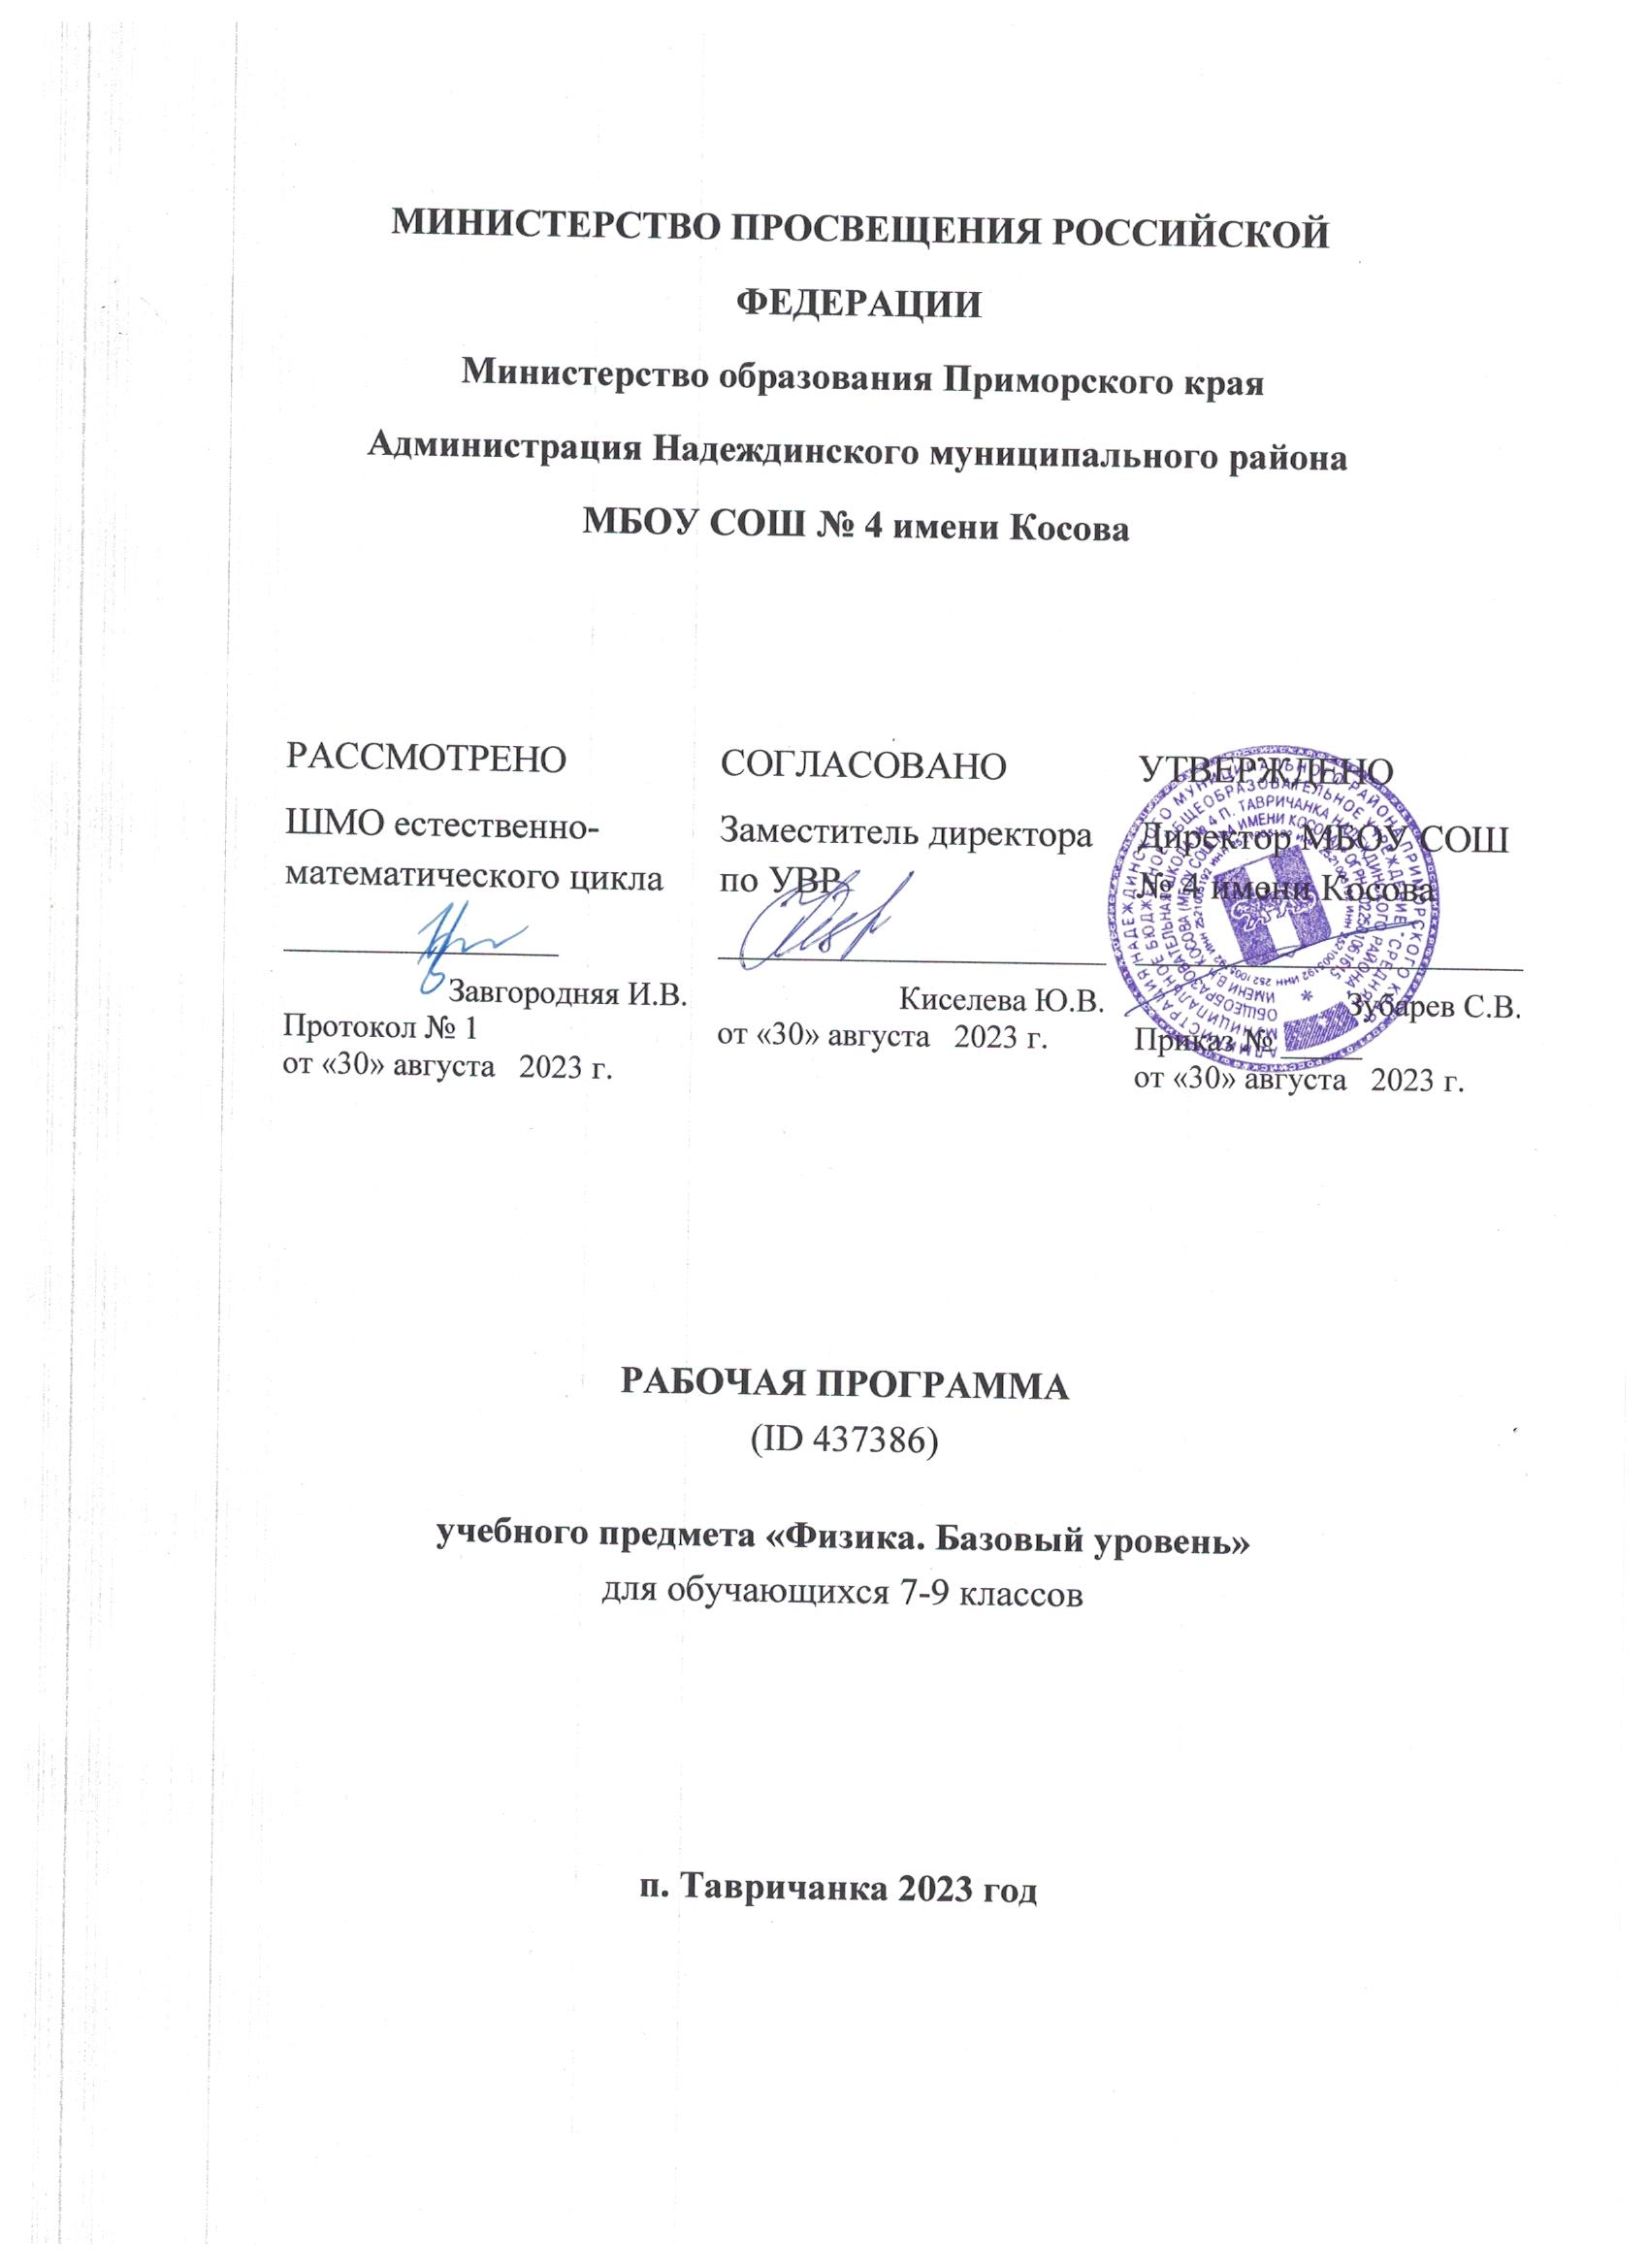 МИНИСТЕРСТВО ПРОСВЕЩЕНИЯ РОССИЙСКОЙ
ФЕДЕРАЦИИ
Министерство образования Приморского края
Администрация Надеждинского муниципального района
МБОУ СОШ № 4 имени Косова
РАССМОТРЕНО
ШМО естественно-
математического цикла
Завгородняя И.В.
Протокол № 1
от «30» августа 2023 г.
СОГЛАСОВАНО
Заместитель директора
по УВР
Киселева Ю.В.
от «30» августа 2023 г.
УТВЕРЖДЕНО
Директор МБОУ СОШ
№ 4 имени Косова
Зубарев С.В.
Приказ № _____
от «30» августа 2023 г.
РАБОЧАЯ ПРОГРАММА
(ID 437386)
учебного предмета «Физика. Базовый уровень»
для обучающихся 7-9 классов
п. Тавричанка 2023 год